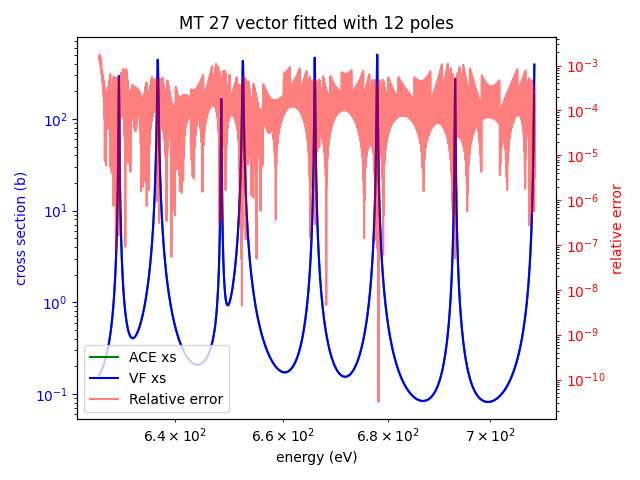 MT 27 vector fitted with 12 poles
cross section (b)
10²
10¹
10⁰
10⁻¹
ACE xs
VF xs
Relative error
relative error
10⁻³
10⁻⁴
10⁻⁵
10⁻⁶
10⁻⁷
10⁻⁸
10⁻⁹
10⁻¹⁰
6.4 × 10² 6.6 × 10² 6.8 × 10² 7 × 10²
energy (eV)